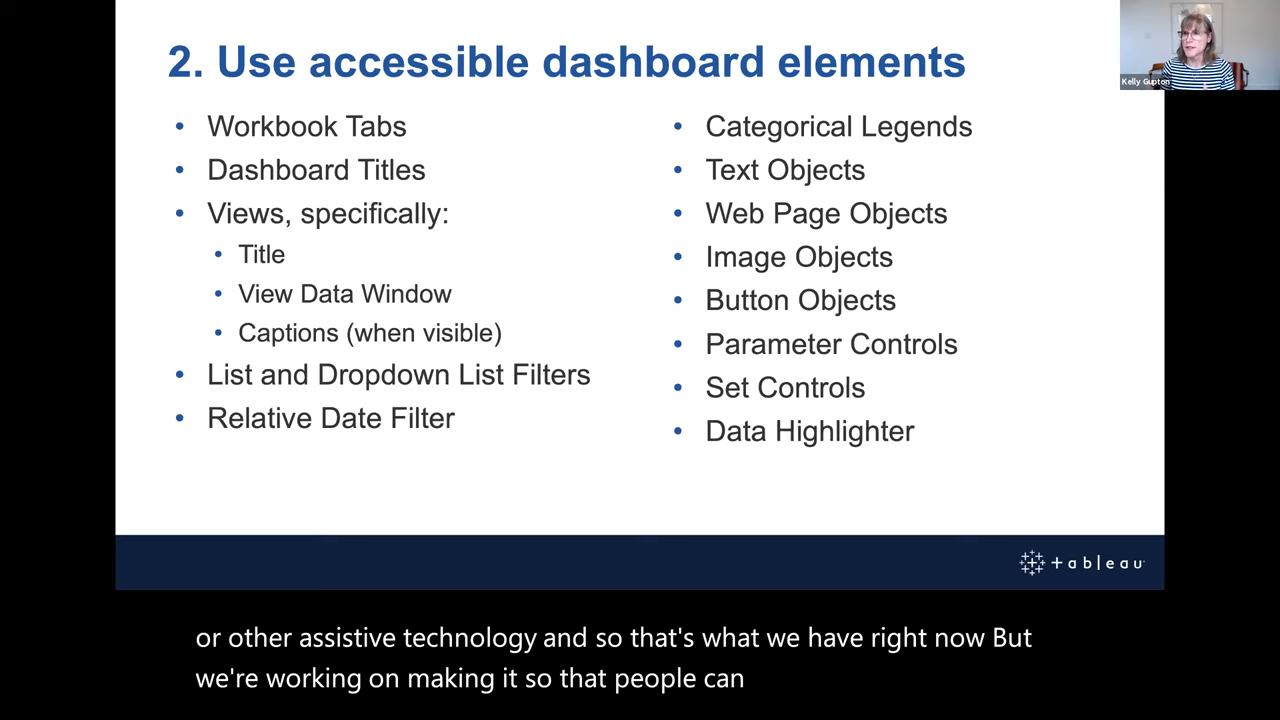 2. Use accessible dashboard elements
Kelly Gupton
• Workbook Tabs
• Dashboard Titles
• Views, specifically:
• Title
• View Data Window
• Captions (when visible)
• List and Dropdown List Filters
• Relative Date Filter
• Categorical Legends
• Text Objects
• Web Page Objects
• Image Objects
• Button Objects
• Parameter Controls
• Set Controls
• Data Highlighter
tableau
or other assistive technology and so that's what we have right now But
we're working on making it so that people can